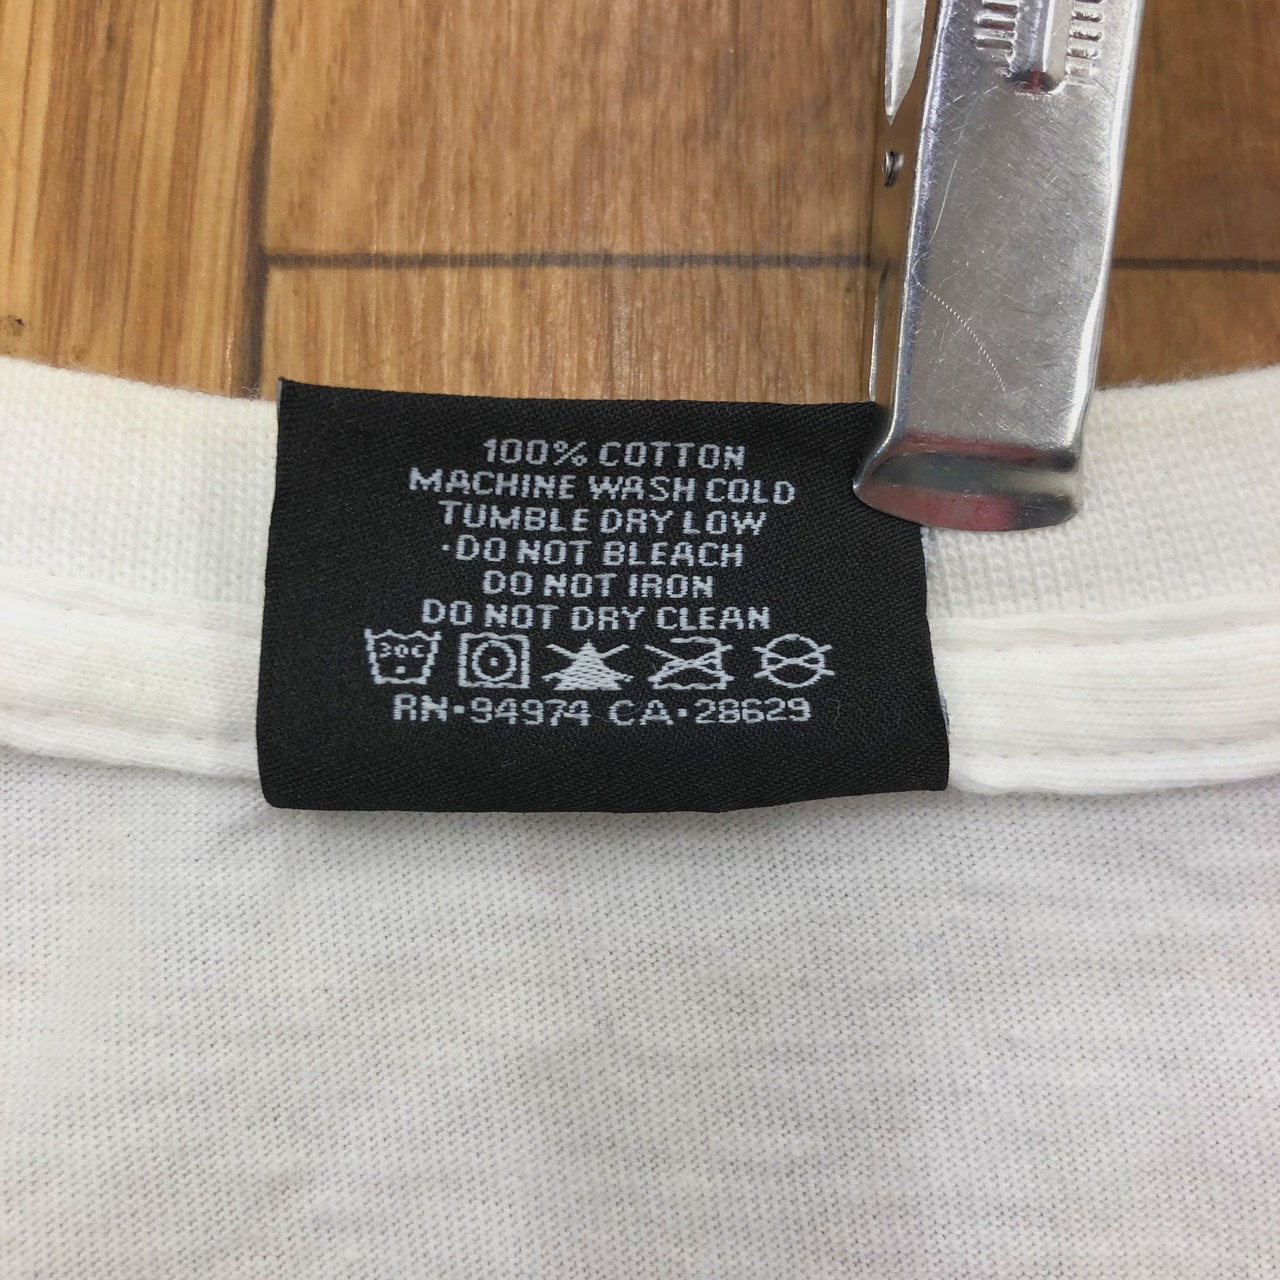 100% COTTON
MACHINE WASH COLD
TUMBLE DRY LOW
·DO NOT BLEACH
DO NOT IRON
DO NOT DRY CLEAN
30C
RN·94974 CA·28629